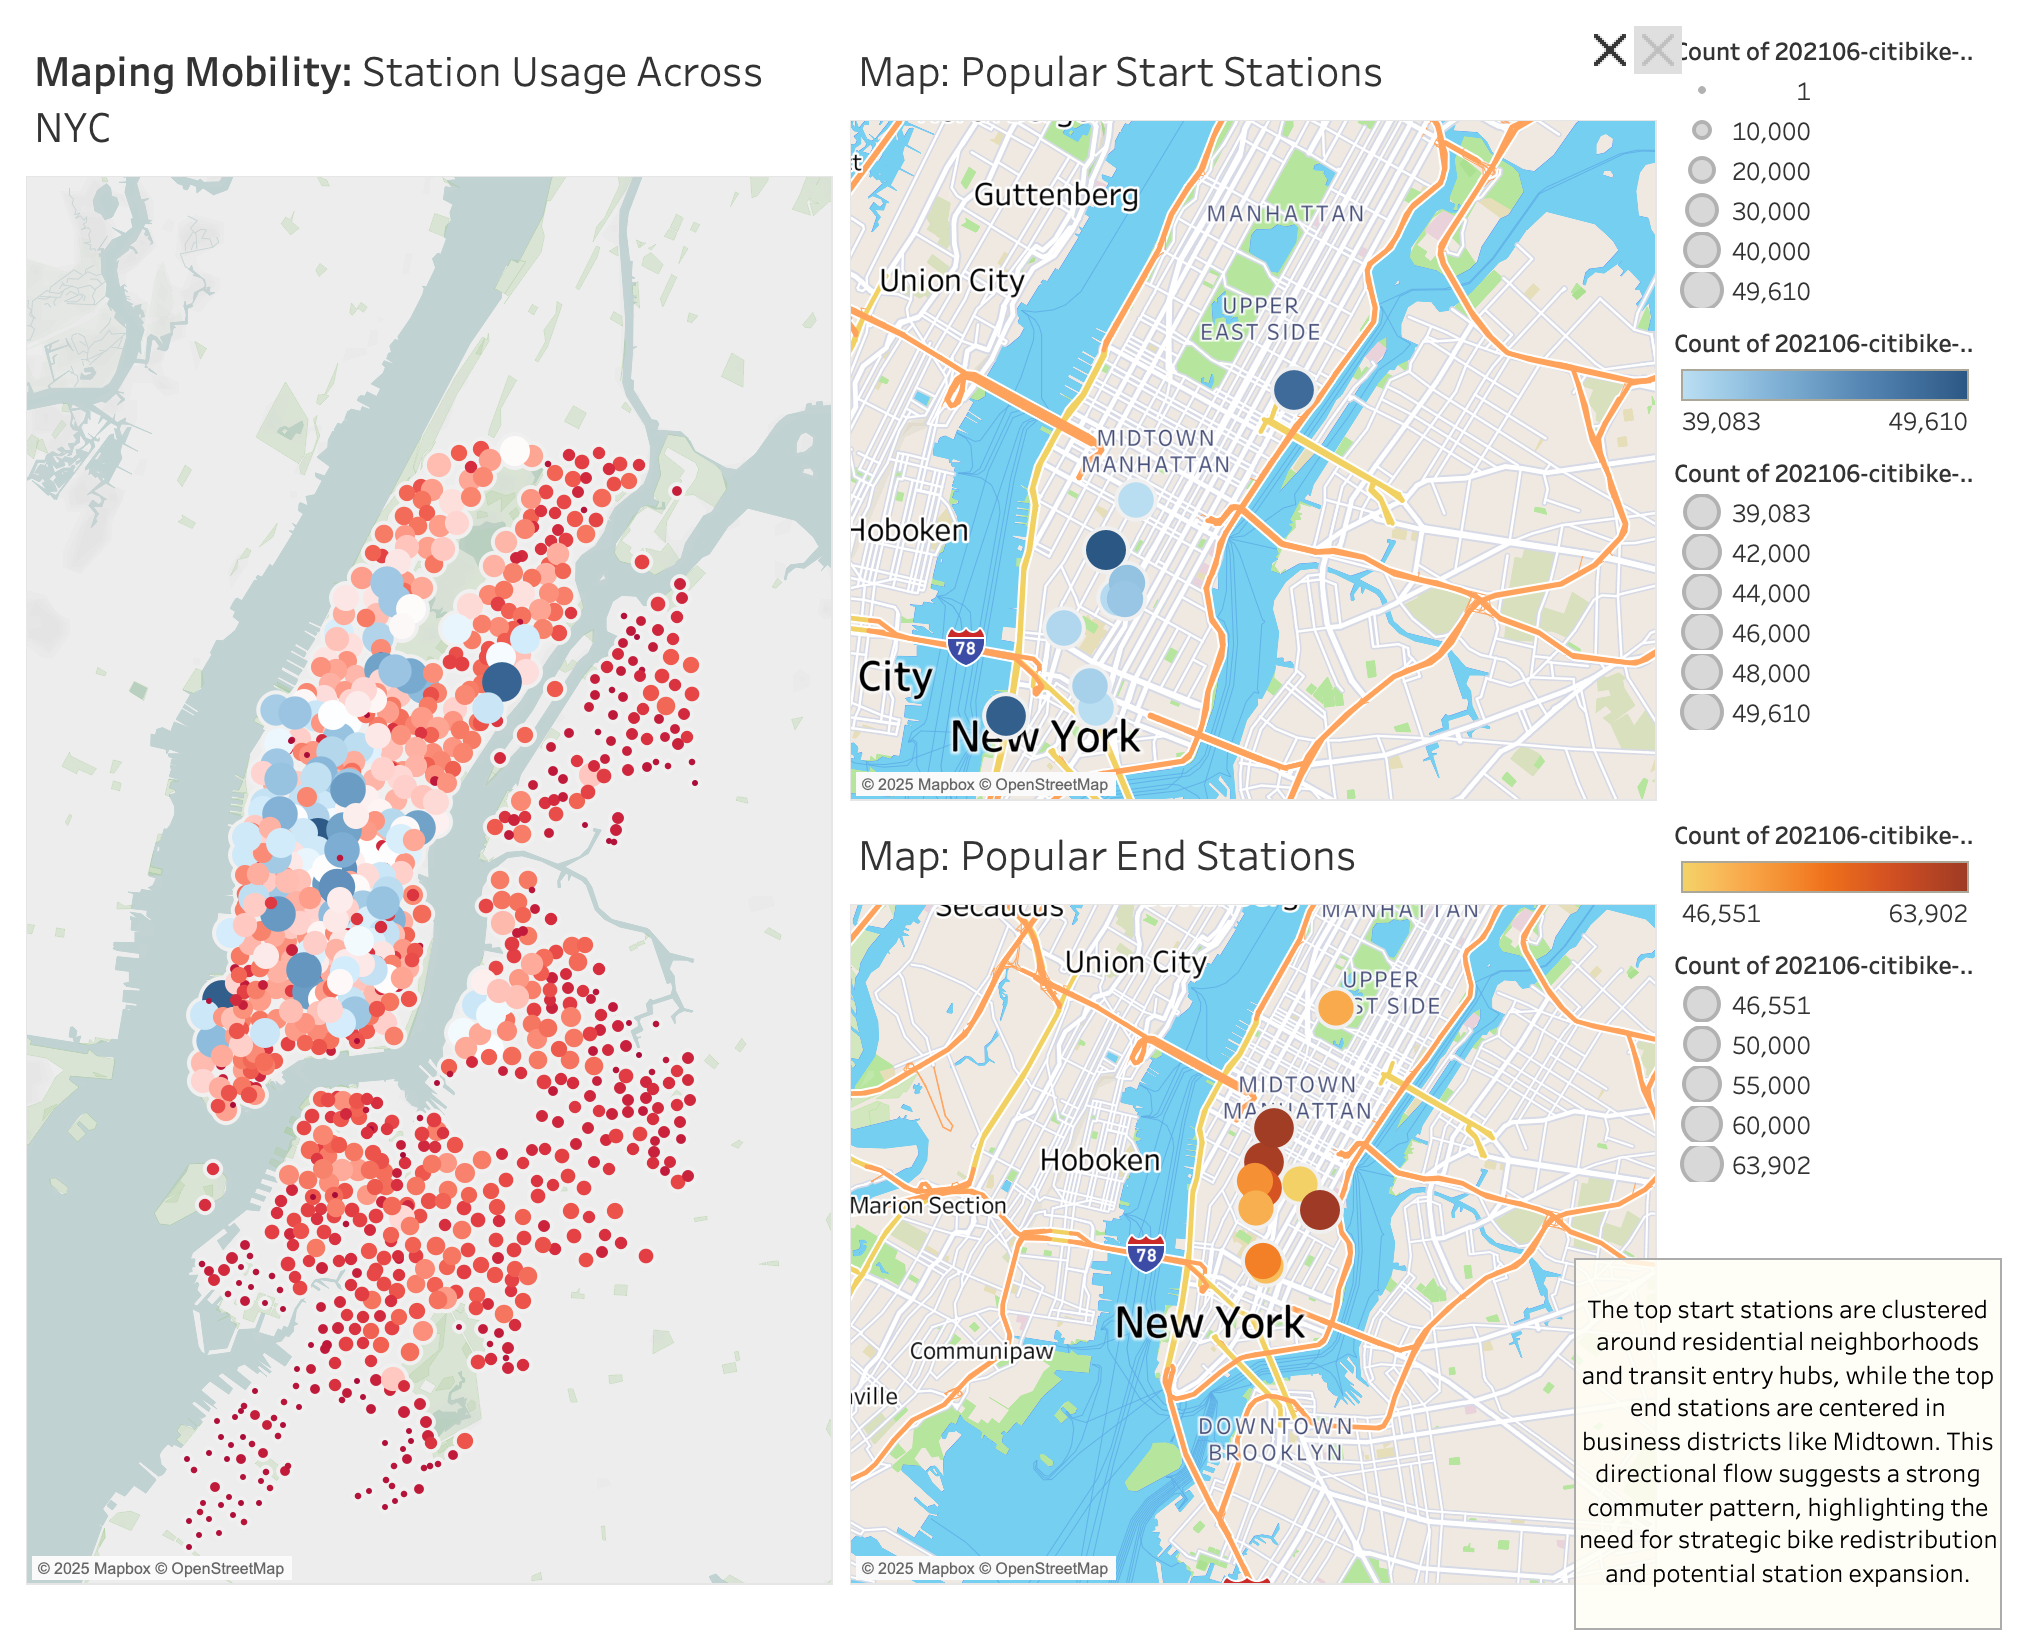 Maping Mobility: Station Usage Across
NYC
© 2025 Mapbox © OpenStreetMap
Map: Popular Start Stations
Guttenberg
MANHATTAN
Union City
UPPER
EAST SIDE
MIDTOWN
MANHATTAN
Hoboken
78
City
New York
© 2025 Mapbox © OpenStreetMap
Count of 202106-citibike-..
1
10,000
20,000
30,000
40,000
49,610
Count of 202106-citibike-..
39,083 49,610
Count of 202106-citibike-..
39,083
42,000
44,000
46,000
48,000
49,610
Map: Popular End Stations
Secaucus
MANHATTAN
Union City
UPPER
ST SIDE
MIDTOWN
MANHATTAN
Hoboken
Marion Section
78
New York
Communipaw
ville
DOWNTOWN
BROOKLYN
© 2025 Mapbox © OpenStreetMap
Count of 202106-citibike-..
46,551 63,902
Count of 202106-citibike-..
46,551
50,000
55,000
60,000
63,902
The top start stations are clustered
around residential neighborhoods
and transit entry hubs, while the top
end stations are centered in
business districts like Midtown. This
directional flow suggests a strong
commuter pattern, highlighting the
need for strategic bike redistribution
and potential station expansion.